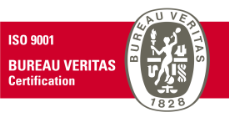 ISO 9001
BUREAU VERITAS
Certification
BUREAU VERITAS
1828